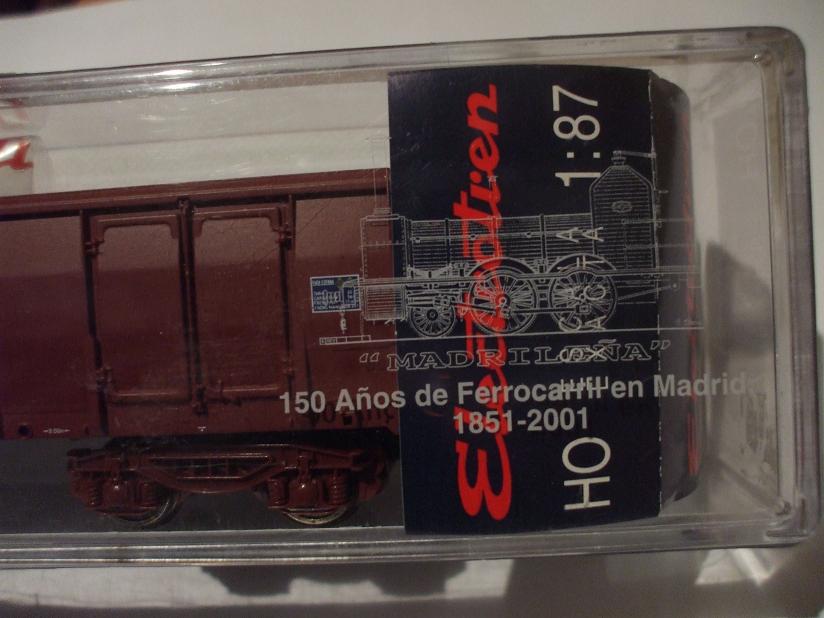 Electrotren
HO 1:87
"MADRILEÑA"
150 Años de Ferrocarril en Madrid
1851-2001